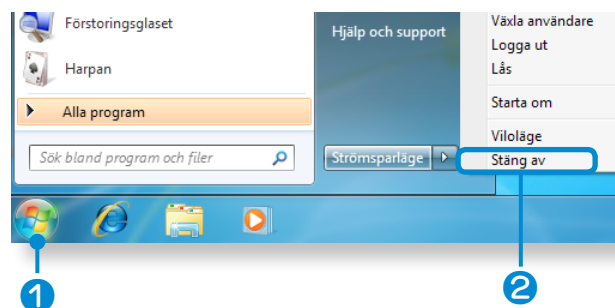 Förstoringsglaset
Harpan
Alla program
Sök bland program och filer
Hjälp och support
Strömsparläge
Växla användare
Logga ut
Lås
Starta om
Viloläge
Stäng av
1
2